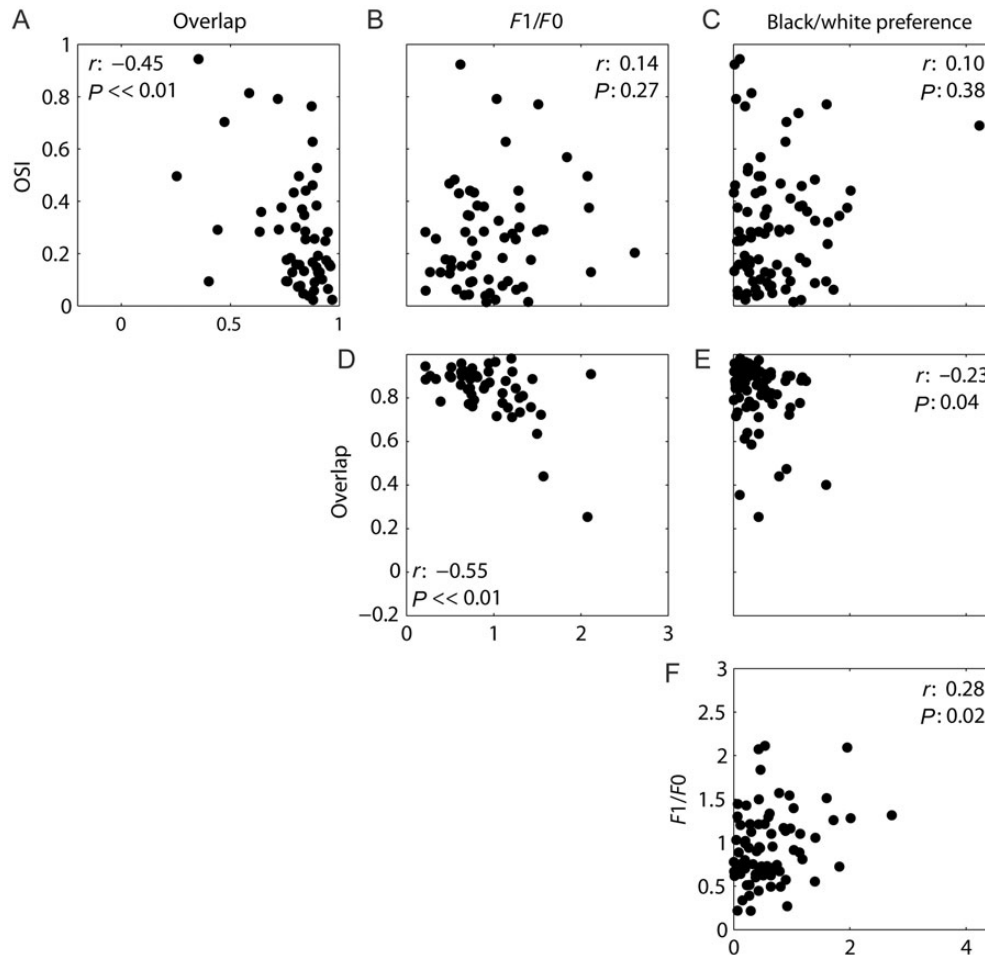 A Overlap B F1/F0 C Black/white preference
1
r: −0.45
P << 0.01
r: 0.14
P: 0.27
r: 0.10
P: 0.38
0.8
0.6
OSI
0.4
0.2
0
0 0.5 1
D
E
0.8
r: −0.23
P: 0.04
0.6
Overlap
0.4
0.2
0
r: −0.55
P << 0.01
−0.2
0 1 2 3
F
3
r: 0.28
P: 0.02
2.5
2
F1/F0
1.5
1
0.5
0
0 2 4